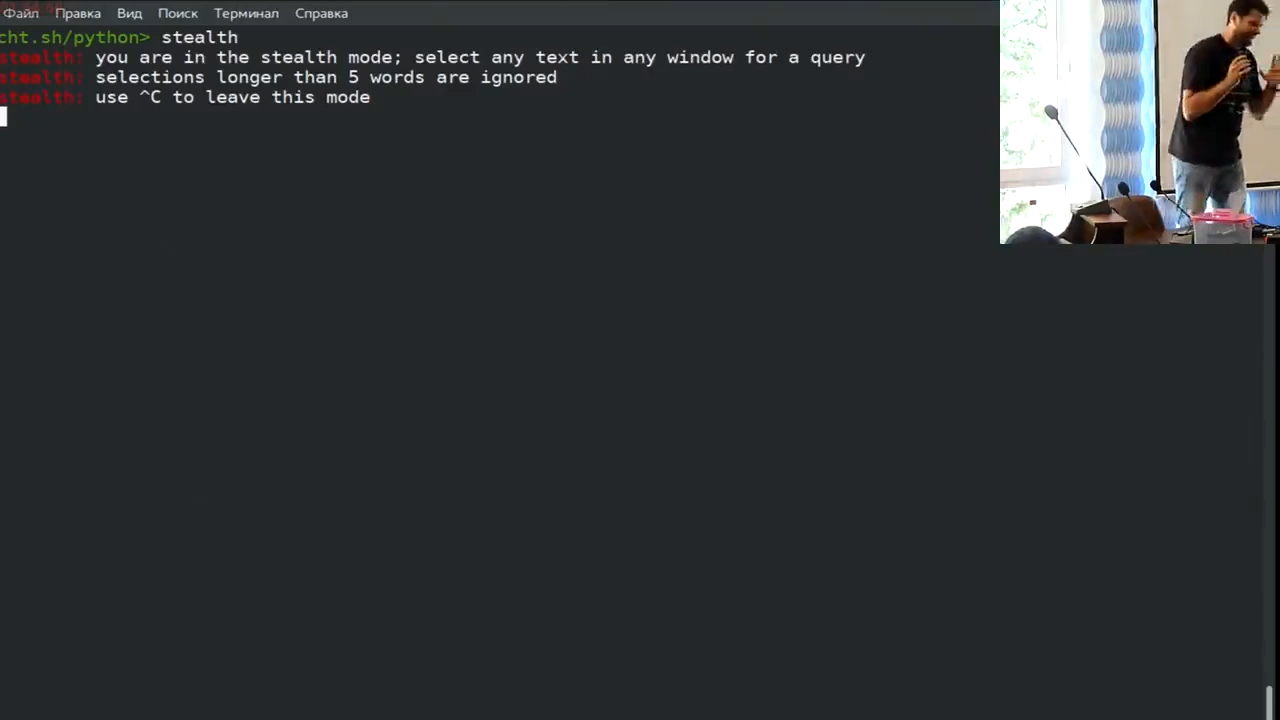 Файл Правка Вид Поиск Терминал Справка
cht.sh/python> stealth
stealth: you are in the stealth mode; select any text in any window for a query
stealth: selections longer than 5 words are ignored
stealth: use ^C to leave this mode